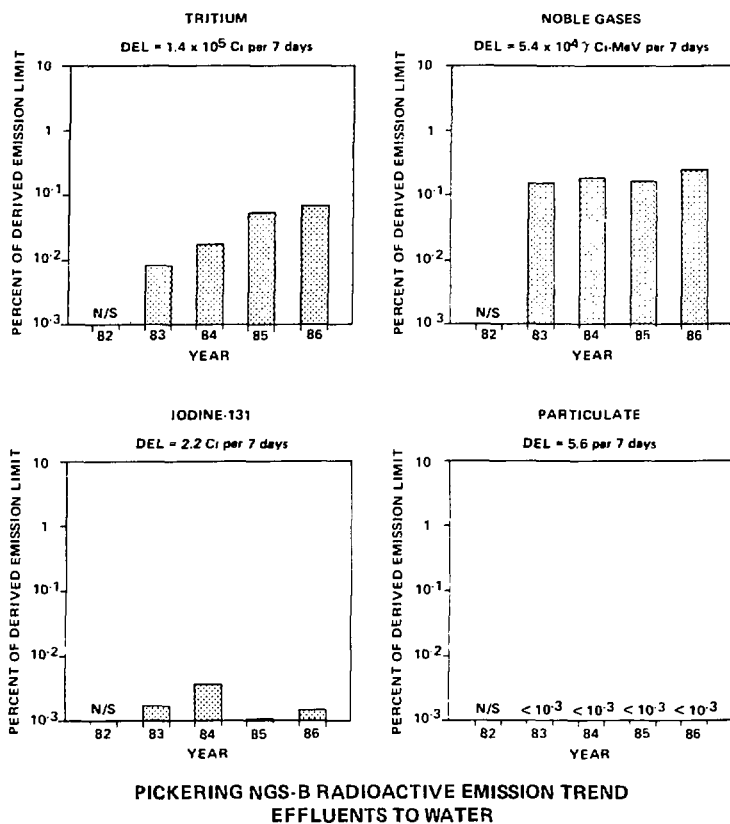 TRITIUM
DEL = 1.4 x 10⁵ Ci per 7 days
PERCENT OF DERIVED EMISSION LIMIT
10
1
10⁻¹
10⁻²
10⁻³
N/S
82 83 84 85 86
YEAR
NOBLE GASES
DEL = 5.4 x 10⁴ γ Ci-MeV per 7 days
PERCENT OF DERIVED EMISSION LIMIT
10
1
10⁻¹
10⁻²
10⁻³
N/S
82 83 84 85 86
YEAR
IODINE-131
DEL = 2.2 Ci per 7 days
PERCENT OF DERIVED EMISSION LIMIT
10
1
10⁻¹
10⁻²
10⁻³
N/S
82 83 84 85 86
YEAR
PARTICULATE
DEL = 5.6 per 7 days
PERCENT OF DERIVED EMISSION LIMIT
10
1
10⁻¹
10⁻²
10⁻³
N/S < 10⁻³ < 10⁻³ < 10⁻³ < 10⁻³
82 83 84 85 86
YEAR
PICKERING NGS-B RADIOACTIVE EMISSION TREND
EFFLUENTS TO WATER